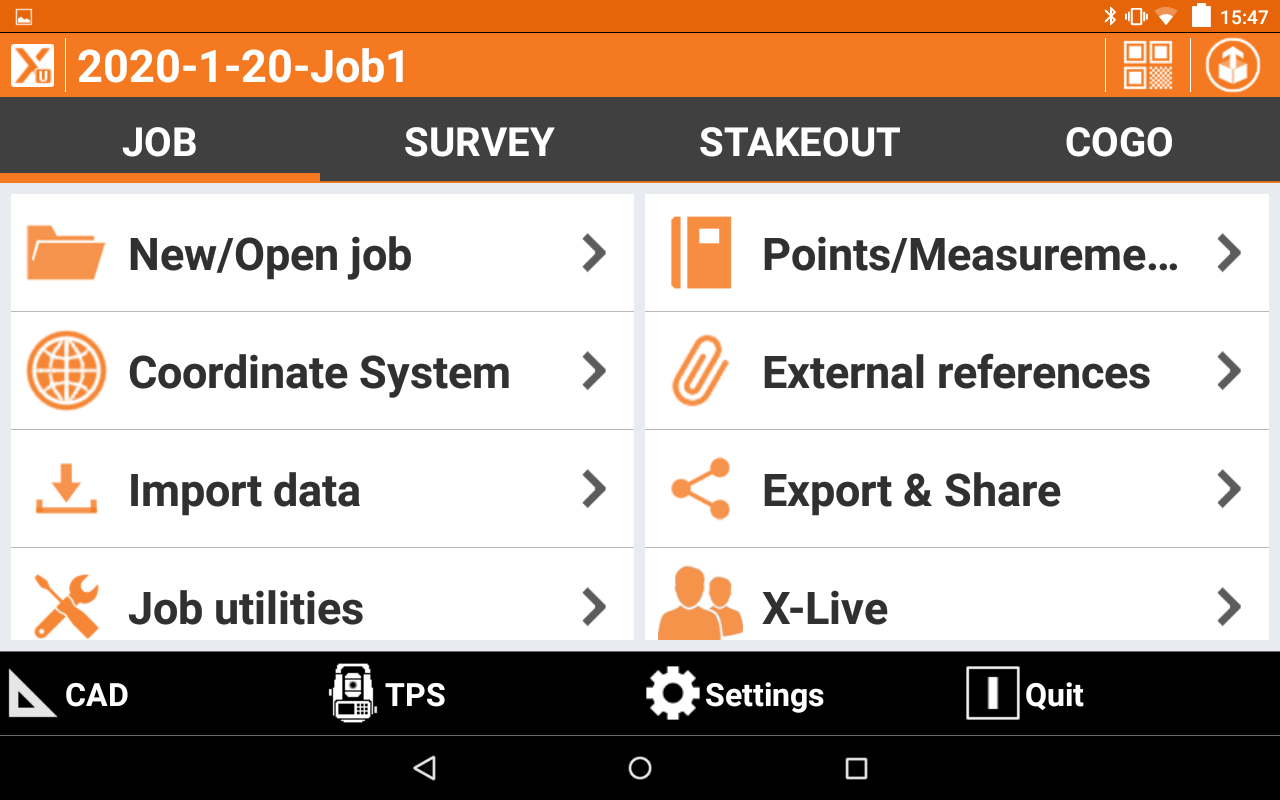 15:47
XU 2020-1-20-Job1
JOB SURVEY STAKEOUT COGO
New/Open job
Points/Measureme...
Coordinate System
External references
Import data
Export & Share
Job utilities
X-Live
CAD TPS Settings Quit